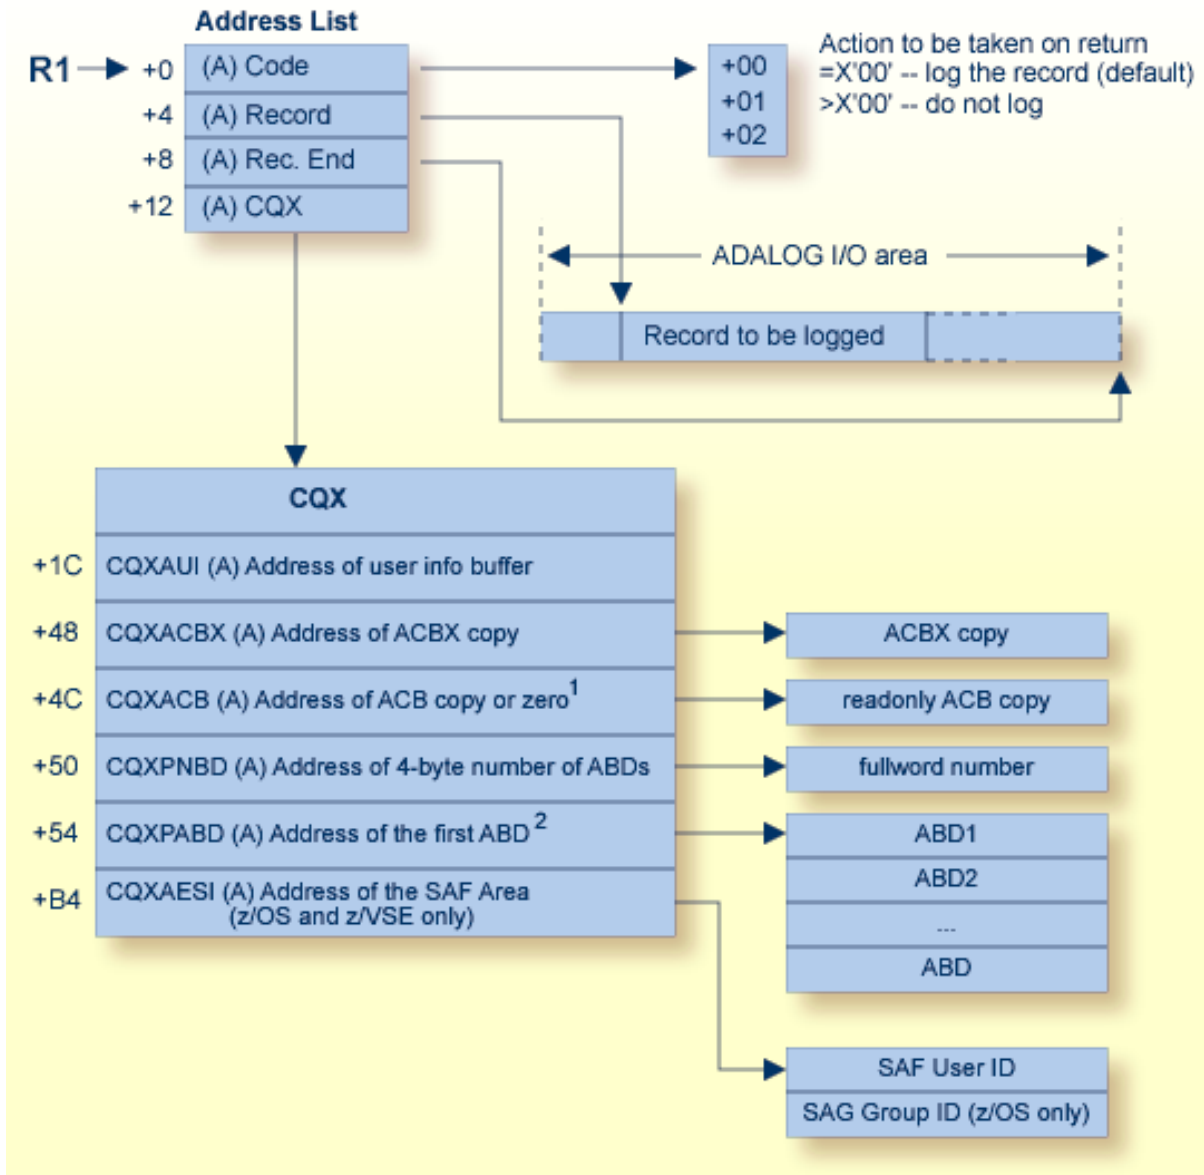 Address List
R1
+0 (A) Code
+4 (A) Record
+8 (A) Rec. End
+12 (A) CQX
+00
+01
+02
Action to be taken on return
=X'00' -- log the record (default)
>X'00' -- do not log
ADALOG I/O area
Record to be logged
CQX
+1C CQXAUI (A) Address of user info buffer
+48 CQXACBX (A) Address of ACBX copy
ACBX copy
+4C CQXACB (A) Address of ACB copy or zero¹
readonly ACB copy
+50 CQXPNBD (A) Address of 4-byte number of ABDs
fullword number
+54 CQXPABD (A) Address of the first ABD²
ABD1
ABD2
...
ABD
+B4 CQXAESI (A) Address of the SAF Area
(z/OS and z/VSE only)
SAF User ID
SAG Group ID (z/OS only)